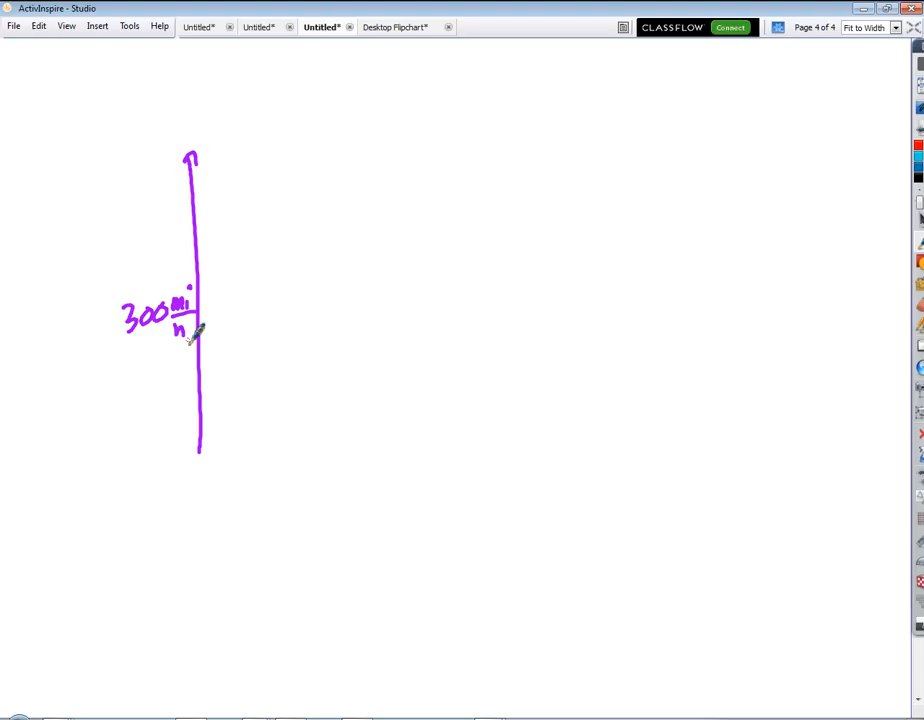 ActivInspire - Studio
File Edit View Insert Tools Help Untitled* Untitled* Untitled* Desktop Flipchart* CLASSFLOW Connect Page 4 of 4 Fit to Width
300 mi
h